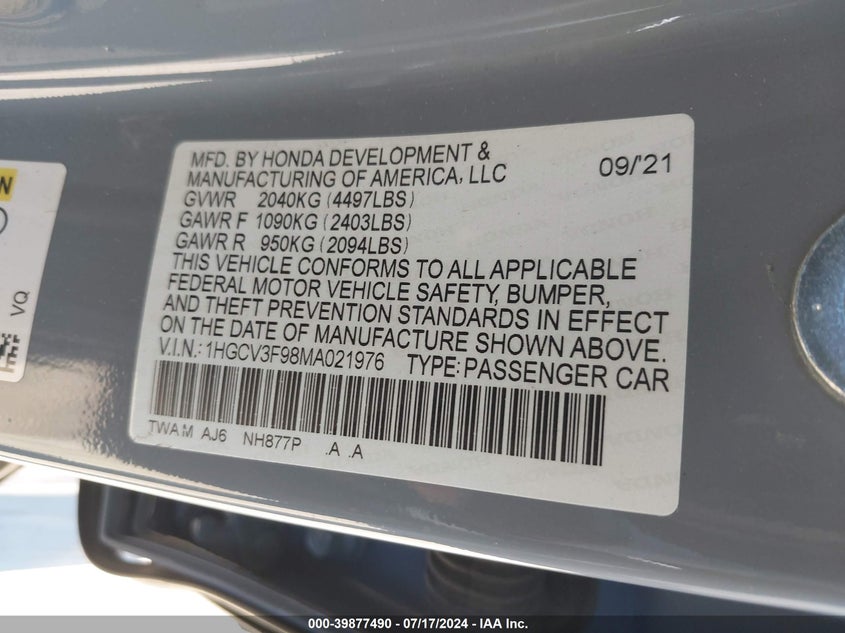 MFD. BY HONDA DEVELOPMENT &
MANUFACTURING OF AMERICA, LLC 09/'21
GVWR 2040KG (4497LBS)
GAWR F 1090KG (2403LBS)
GAWR R 950KG (2094LBS)
THIS VEHICLE CONFORMS TO ALL APPLICABLE
FEDERAL MOTOR VEHICLE SAFETY, BUMPER,
AND THEFT PREVENTION STANDARDS IN EFFECT
ON THE DATE OF MANUFACTURE SHOWN ABOVE.
V.I.N.: 1HGCV3F98MA021976 TYPE: PASSENGER CAR
TWAM AJ6 NH877P .A .A
VQ
000-39877490 - 07/17/2024 - IAA Inc.